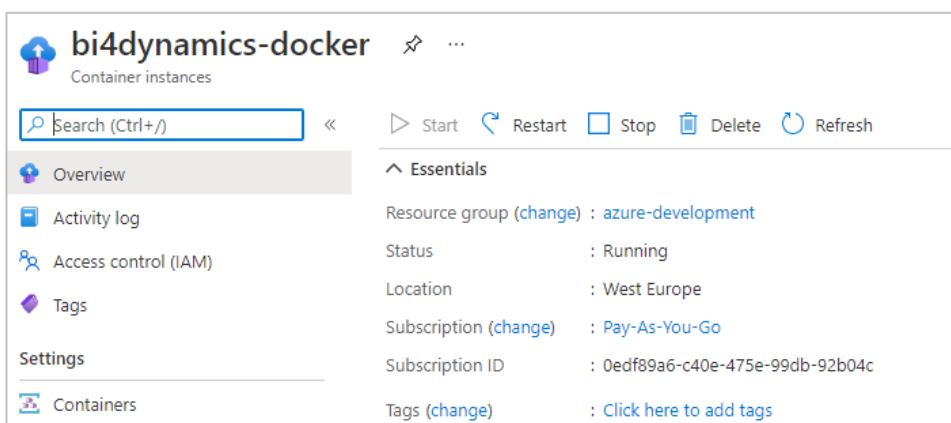 bi4dynamics-docker ...
Container instances
Search (Ctrl+/)
«
Overview
Activity log
Access control (IAM)
Tags
Settings
Containers
Start Restart Stop Delete Refresh
Essentials
Resource group (change) : azure-development
Status : Running
Location : West Europe
Subscription (change) : Pay-As-You-Go
Subscription ID : 0edf89a6-c40e-475e-99db-92b04c
Tags (change) : Click here to add tags